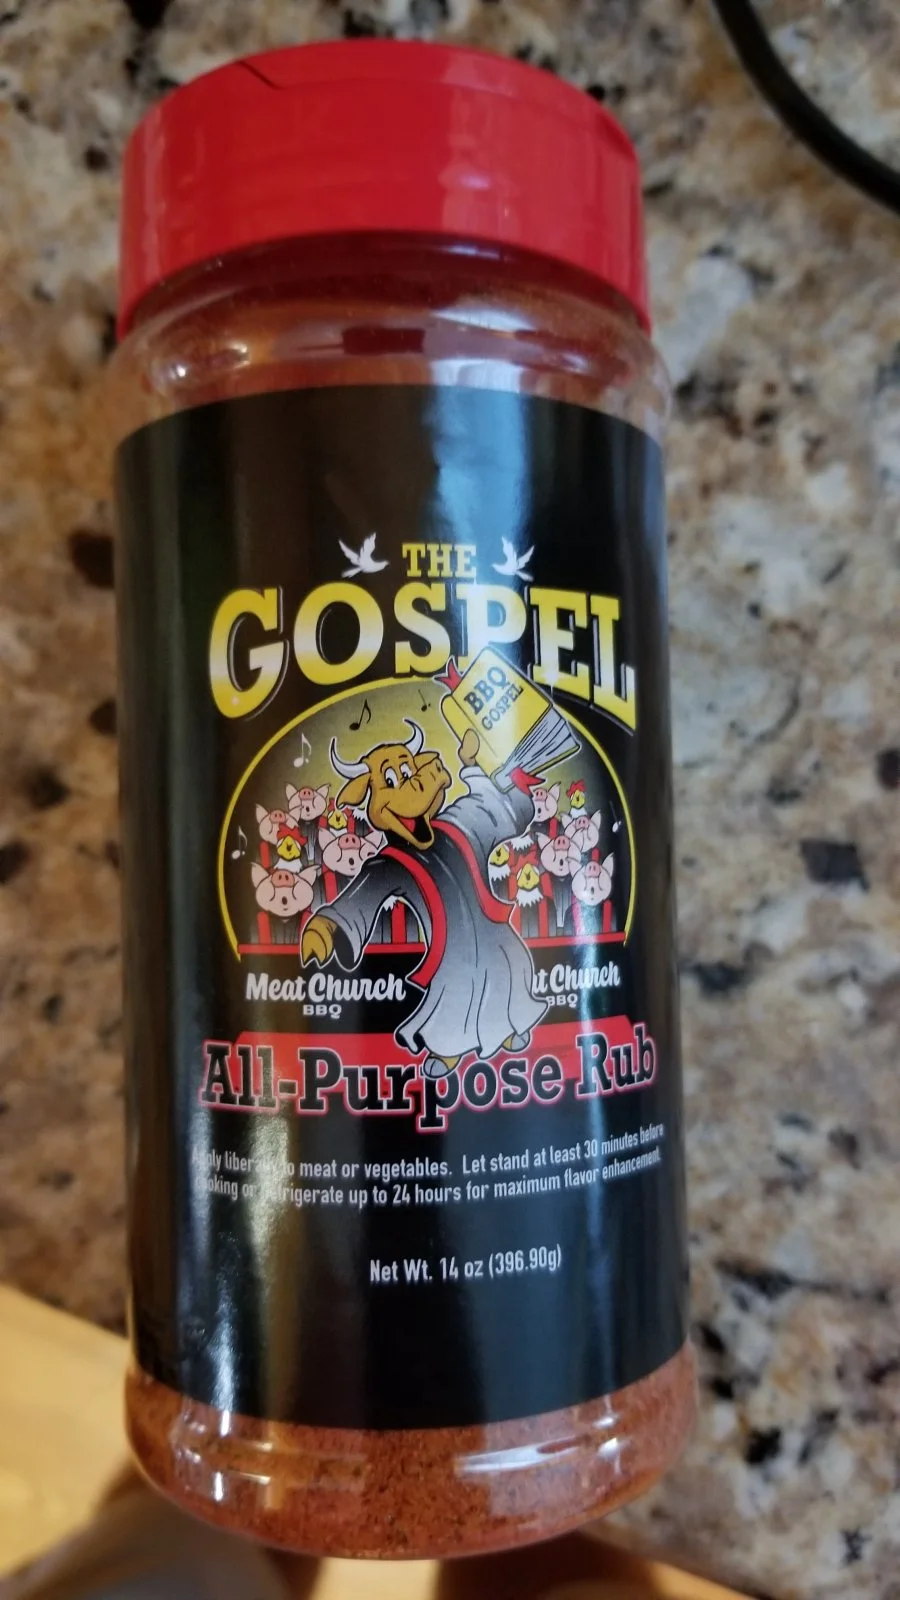 THE
GOSPEL
BBQ
GOSPEL
Meat Church
BBQ
Church
BBQ
All-Purpose Rub
to meat or vegetables. Let stand at least 30 minutes before
or refrigerate up to 24 hours for maximum flavor enhancement.
Net Wt. 14 oz (396.90g)